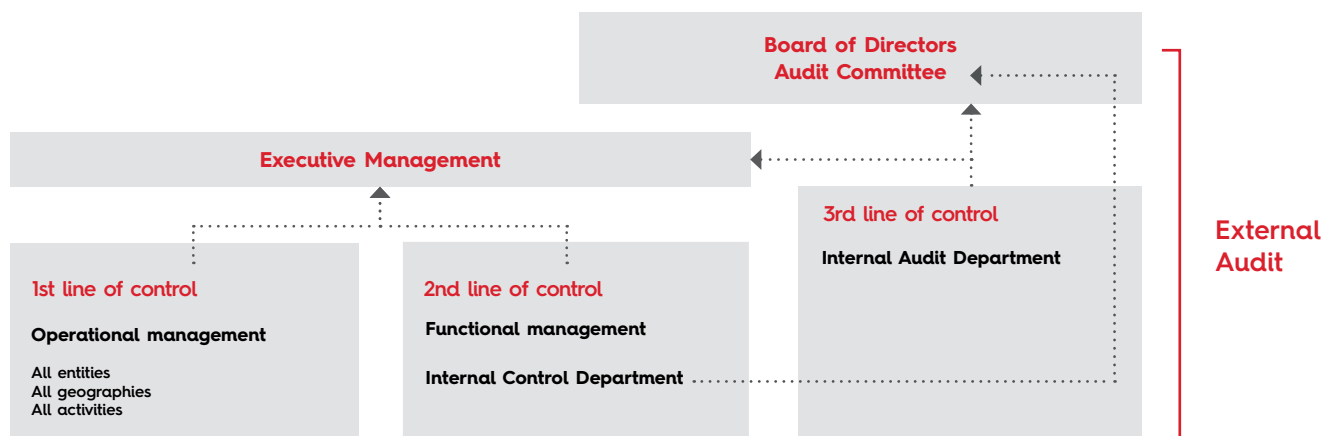 Board of Directors
Audit Committee
Executive Management
1st line of control
Operational management
All entities
All geographies
All activities
2nd line of control
Functional management
Internal Control Department
3rd line of control
Internal Audit Department
External
Audit